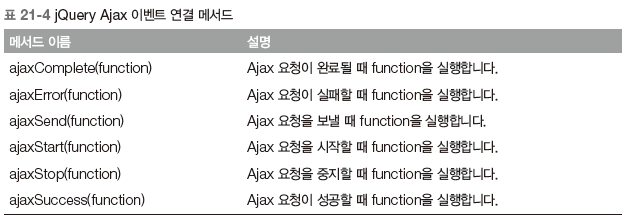 표 21-4 jQuery Ajax 이벤트 연결 메서드
메서드 이름 설명
ajaxComplete(function) Ajax 요청이 완료될 때 function을 실행합니다.
ajaxError(function) Ajax 요청이 실패할 때 function을 실행합니다.
ajaxSend(function) Ajax 요청을 보낼 때 function을 실행합니다.
ajaxStart(function) Ajax 요청을 시작할 때 function을 실행합니다.
ajaxStop(function) Ajax 요청을 중지할 때 function을 실행합니다.
ajaxSuccess(function) Ajax 요청이 성공할 때 function을 실행합니다.